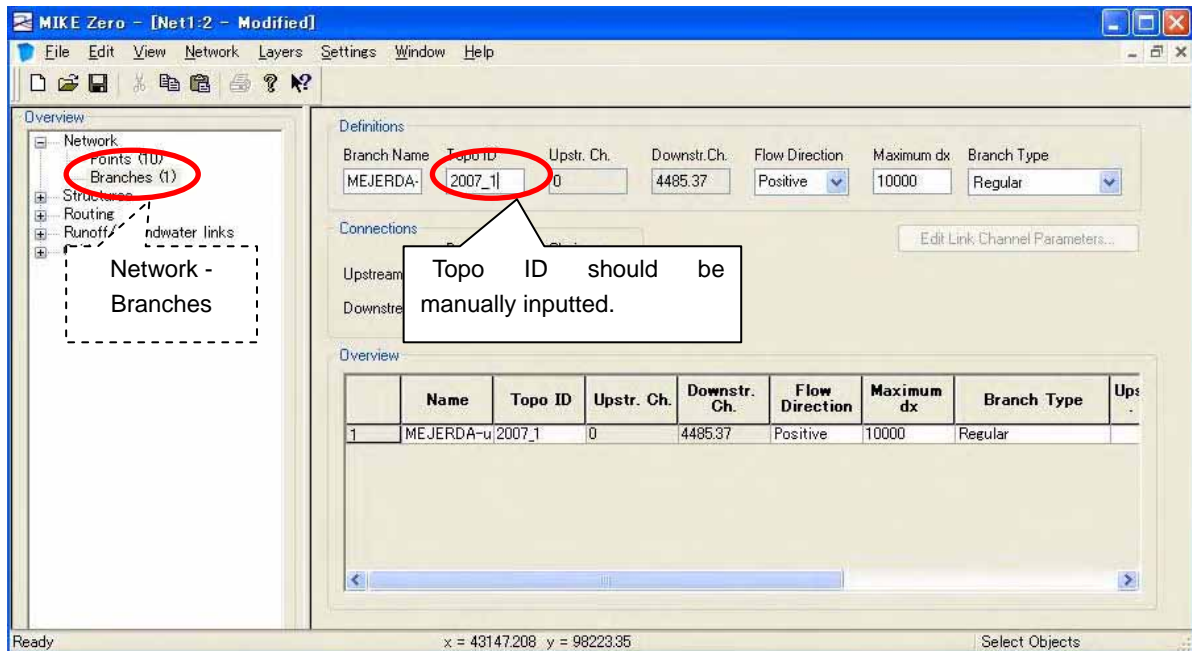 MIKE Zero - [Net1:2 - Modified]
File Edit View Network Layers Settings Window Help
Overview
Network
Points (10)
Branches (1)
Structures
Routing
Runoff/ ndwater links
Network -
Branches
Definitions
Branch Name Topo ID Upstr. Ch. Downstr.Ch. Flow Direction Maximum dx Branch Type
MEJERDA- 2007_1 0 4485.37 Positive 10000 Regular
Connections
Edit Link Channel Parameters...
Upstream
Downstre
Topo ID should be
manually inputted.
Overview
Name Topo ID Upstr. Ch. Downstr. Ch. Flow Direction Maximum dx Branch Type Ups .
1 MEJERDA-u 2007_1 0 4485.37 Positive 10000 Regular
Ready x = 43147.208 y = 98223.35 Select Objects